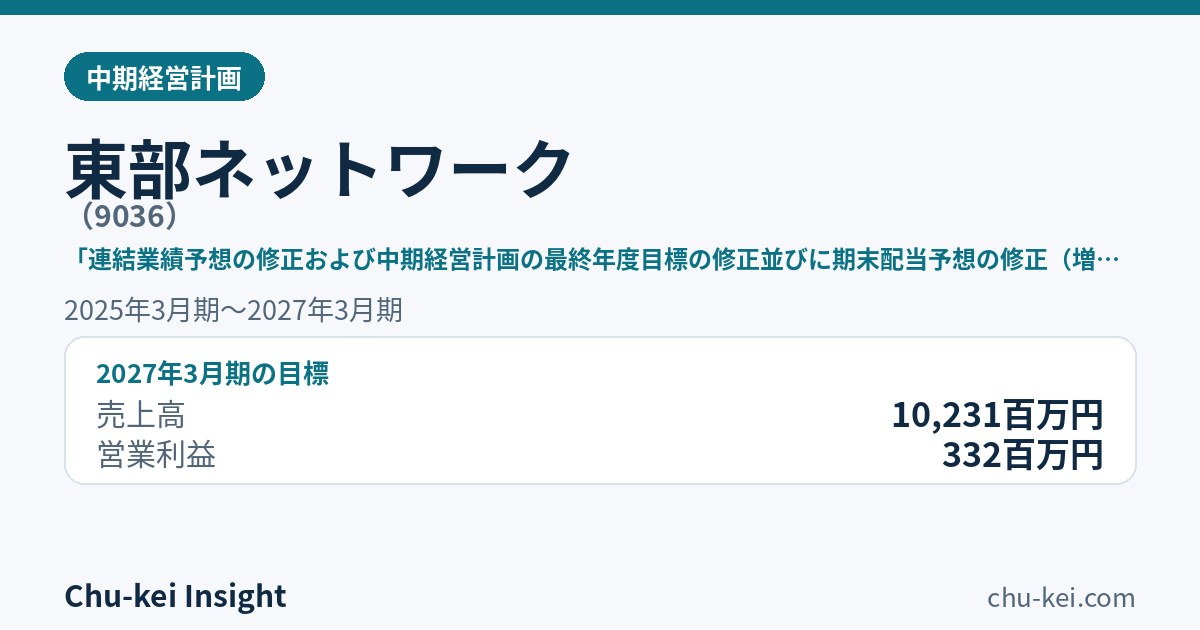 中期経営計画
東部ネットワーク
（9036）
「連結業績予想の修正および中期経営計画の最終年度目標の修正並びに期末配当予想の修正（増…
2025年3月期〜2027年3月期
2027年3月期の目標
売上高 10,231百万円
営業利益 332百万円
Chu-kei Insight chu-kei.com